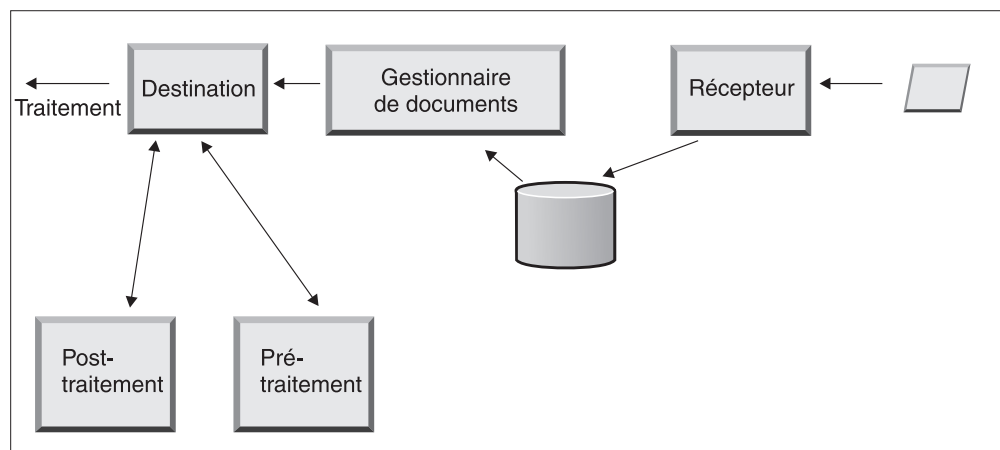 Traitement
Destination
Gestionnaire
de documents
Récepteur
Post-
traitement
Pré-
traitement